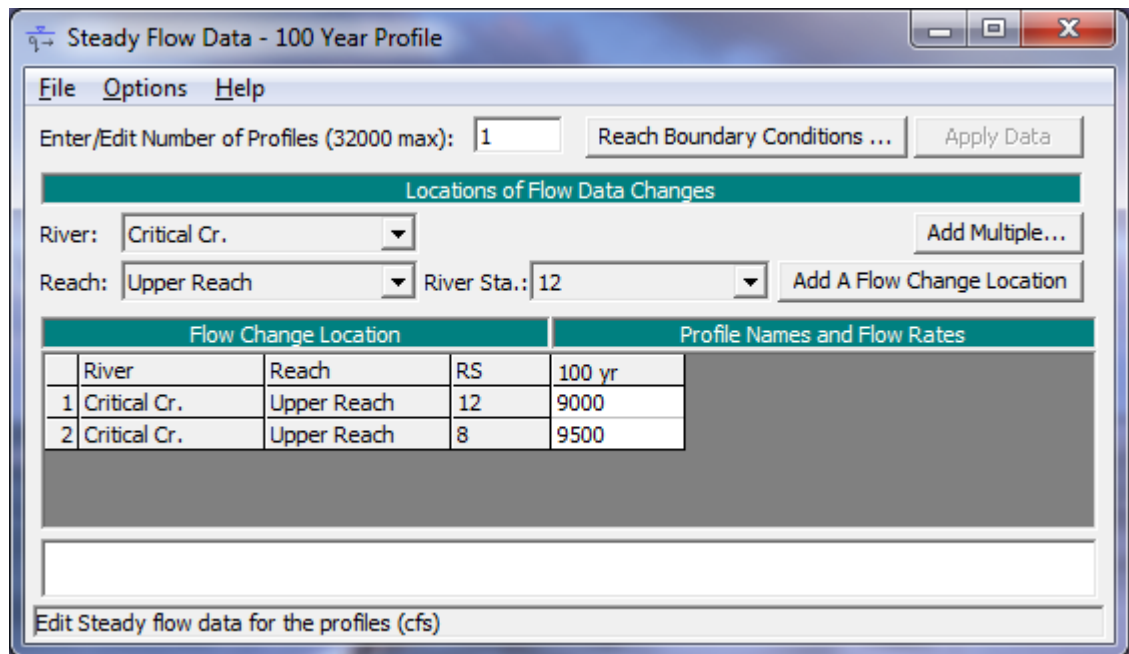 Steady Flow Data - 100 Year Profile
File Options Help
Enter/Edit Number of Profiles (32000 max): 1 Reach Boundary Conditions ... Apply Data
Locations of Flow Data Changes
River: Critical Cr. Add Multiple...
Reach: Upper Reach River Sta.: 12 Add A Flow Change Location
Flow Change Location Profile Names and Flow Rates
River Reach RS 100 yr
1 Critical Cr. Upper Reach 12 9000
2 Critical Cr. Upper Reach 8 9500
Edit Steady flow data for the profiles (cfs)